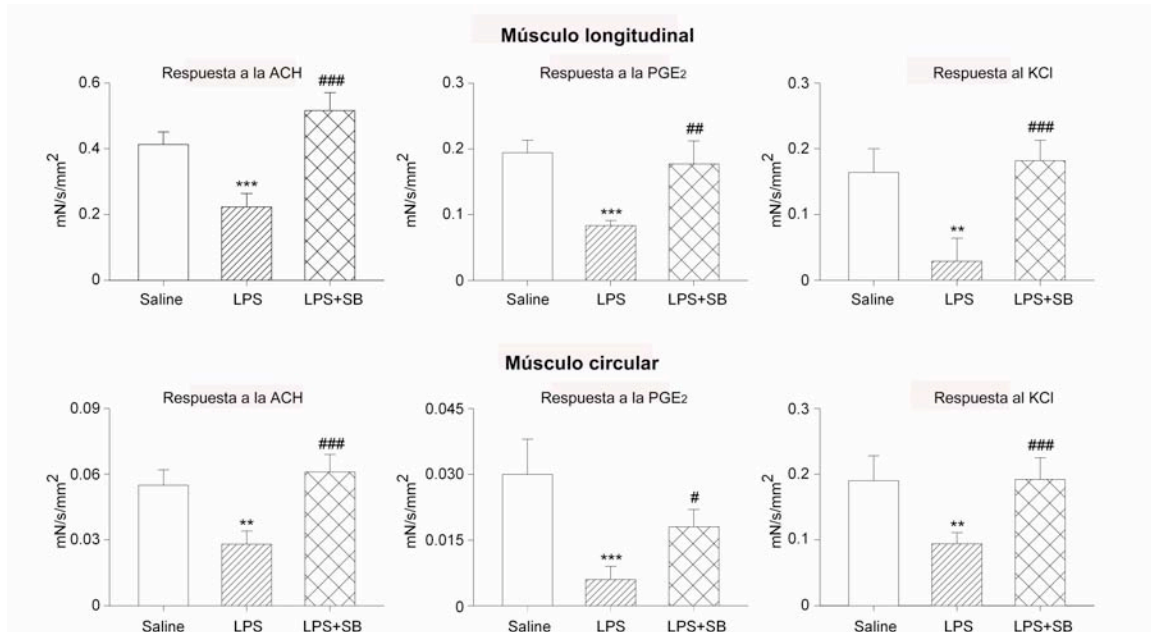 Músculo longitudinal
Respuesta a la ACH
0.6
0.4
0.2
0
mN/s/mm²
***
###
Saline LPS LPS+SB
Respuesta a la PGE₂
0.3
0.2
0.1
0
mN/s/mm²
***
##
Saline LPS LPS+SB
Respuesta al KCl
0.3
0.2
0.1
0
mN/s/mm²
**
###
Saline LPS LPS+SB
Músculo circular
Respuesta a la ACH
0.09
0.06
0.03
0
mN/s/mm²
**
###
Saline LPS LPS+SB
Respuesta a la PGE₂
0.045
0.030
0.015
0
mN/s/mm²
***
#
Saline LPS LPS+SB
Respuesta al KCl
0.3
0.2
0.1
0
mN/s/mm²
**
###
Saline LPS LPS+SB